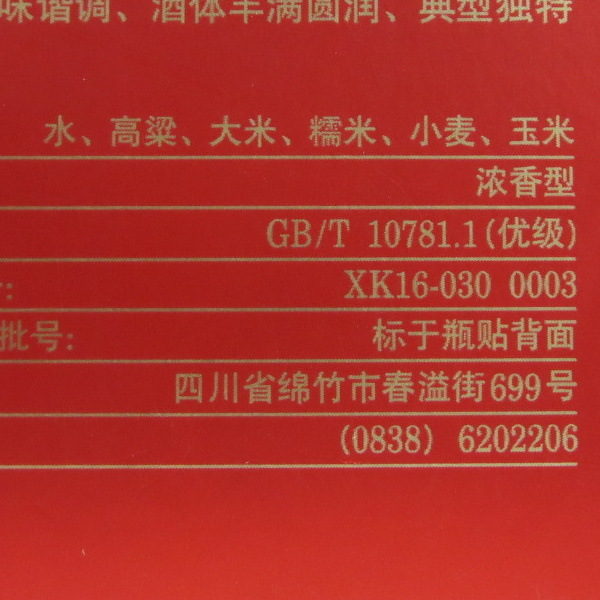 味谐调、酒体丰满圆润、典型独特
水、高粱、大米、糯米、小麦、玉米
浓香型
GB/T 10781.1(优级)
: XK16-030 0003
批号: 标于瓶贴背面
四川省绵竹市春溢街699号
(0838) 6202206